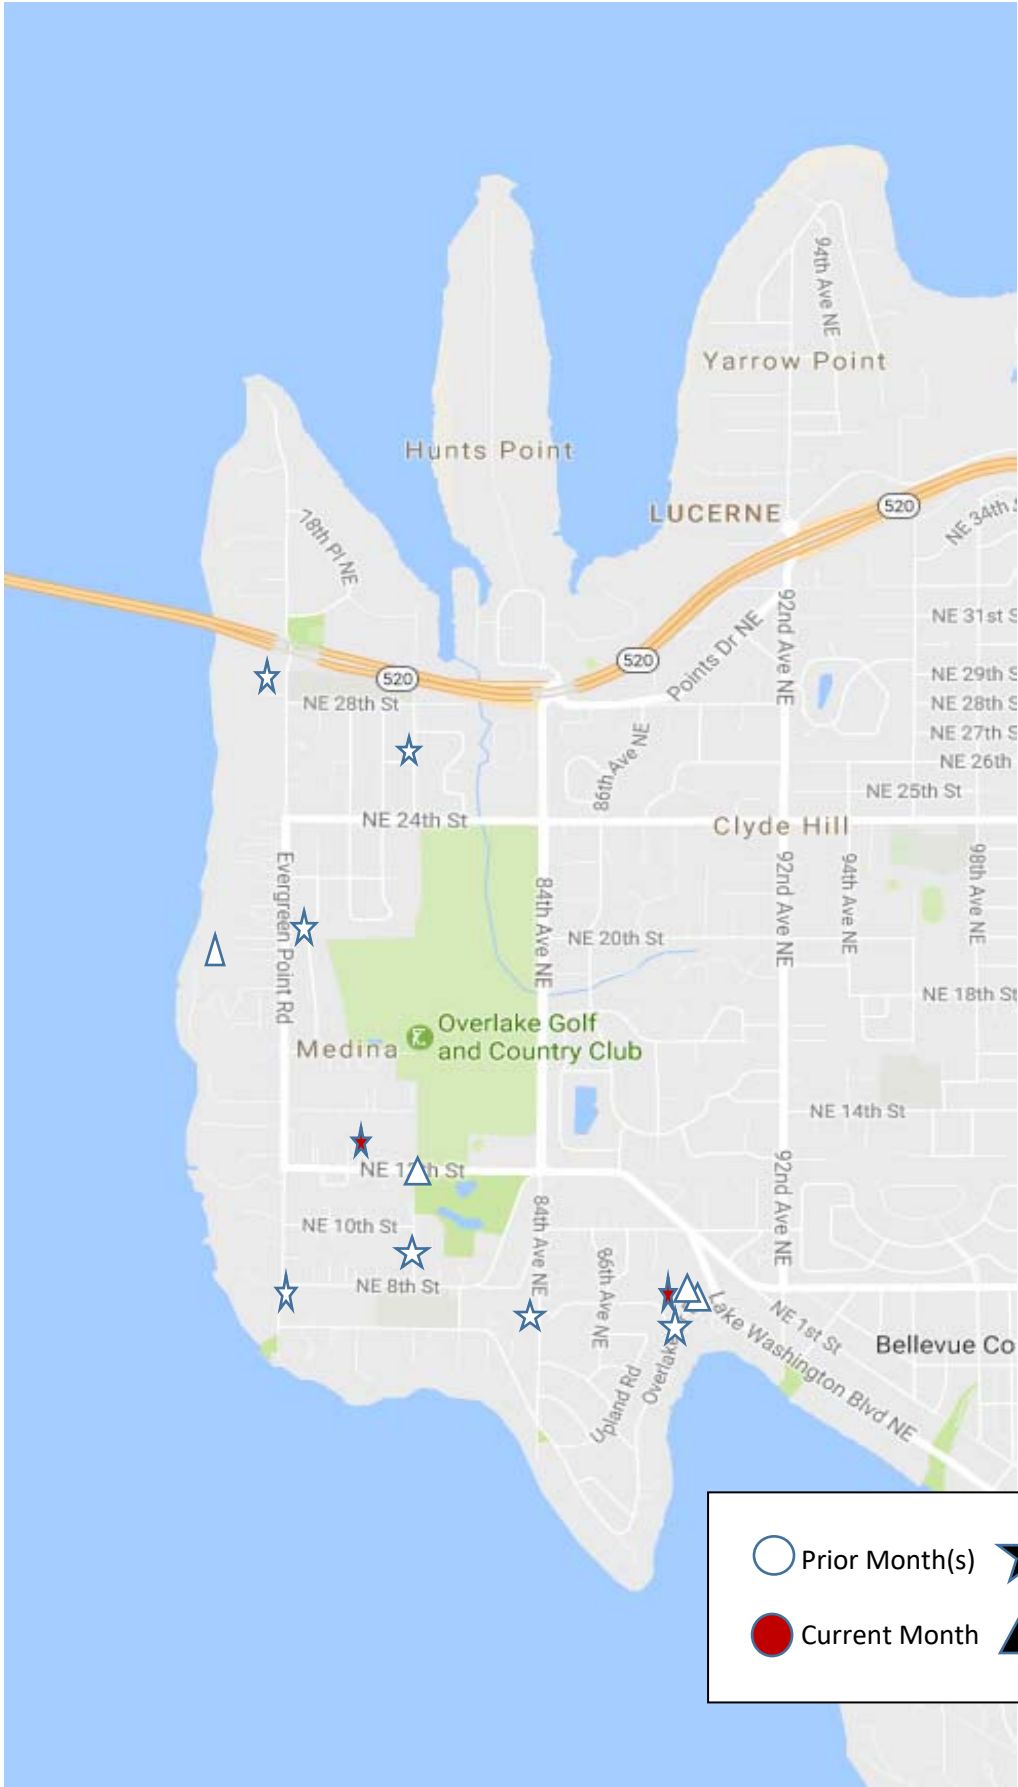 94th Ave NE
Yarrow Point
Hunts Point
LUCERNE
520
NE 34th
18th Pl NE
92nd Ave NE
NE 31st S
Points Dr NE
520
520
NE 29th S
NE 28th St
NE 28th S
NE 27th S
86th Ave NE
NE 26th
NE 25th St
NE 24th St
Clyde Hill
Evergreen Point Rd
84th Ave NE
92nd Ave NE
94th Ave NE
98th Ave NE
NE 20th St
NE 18th St
Overlake Golf
and Country Club
Medina
NE 14th St
NE 12th St
92nd Ave NE
84th Ave NE
NE 10th St
86th Ave NE
NE 8th St
Lake Washington Blvd NE
NE 1st St
Bellevue Co
Upland Rd
Overlake
Prior Month(s)
Current Month